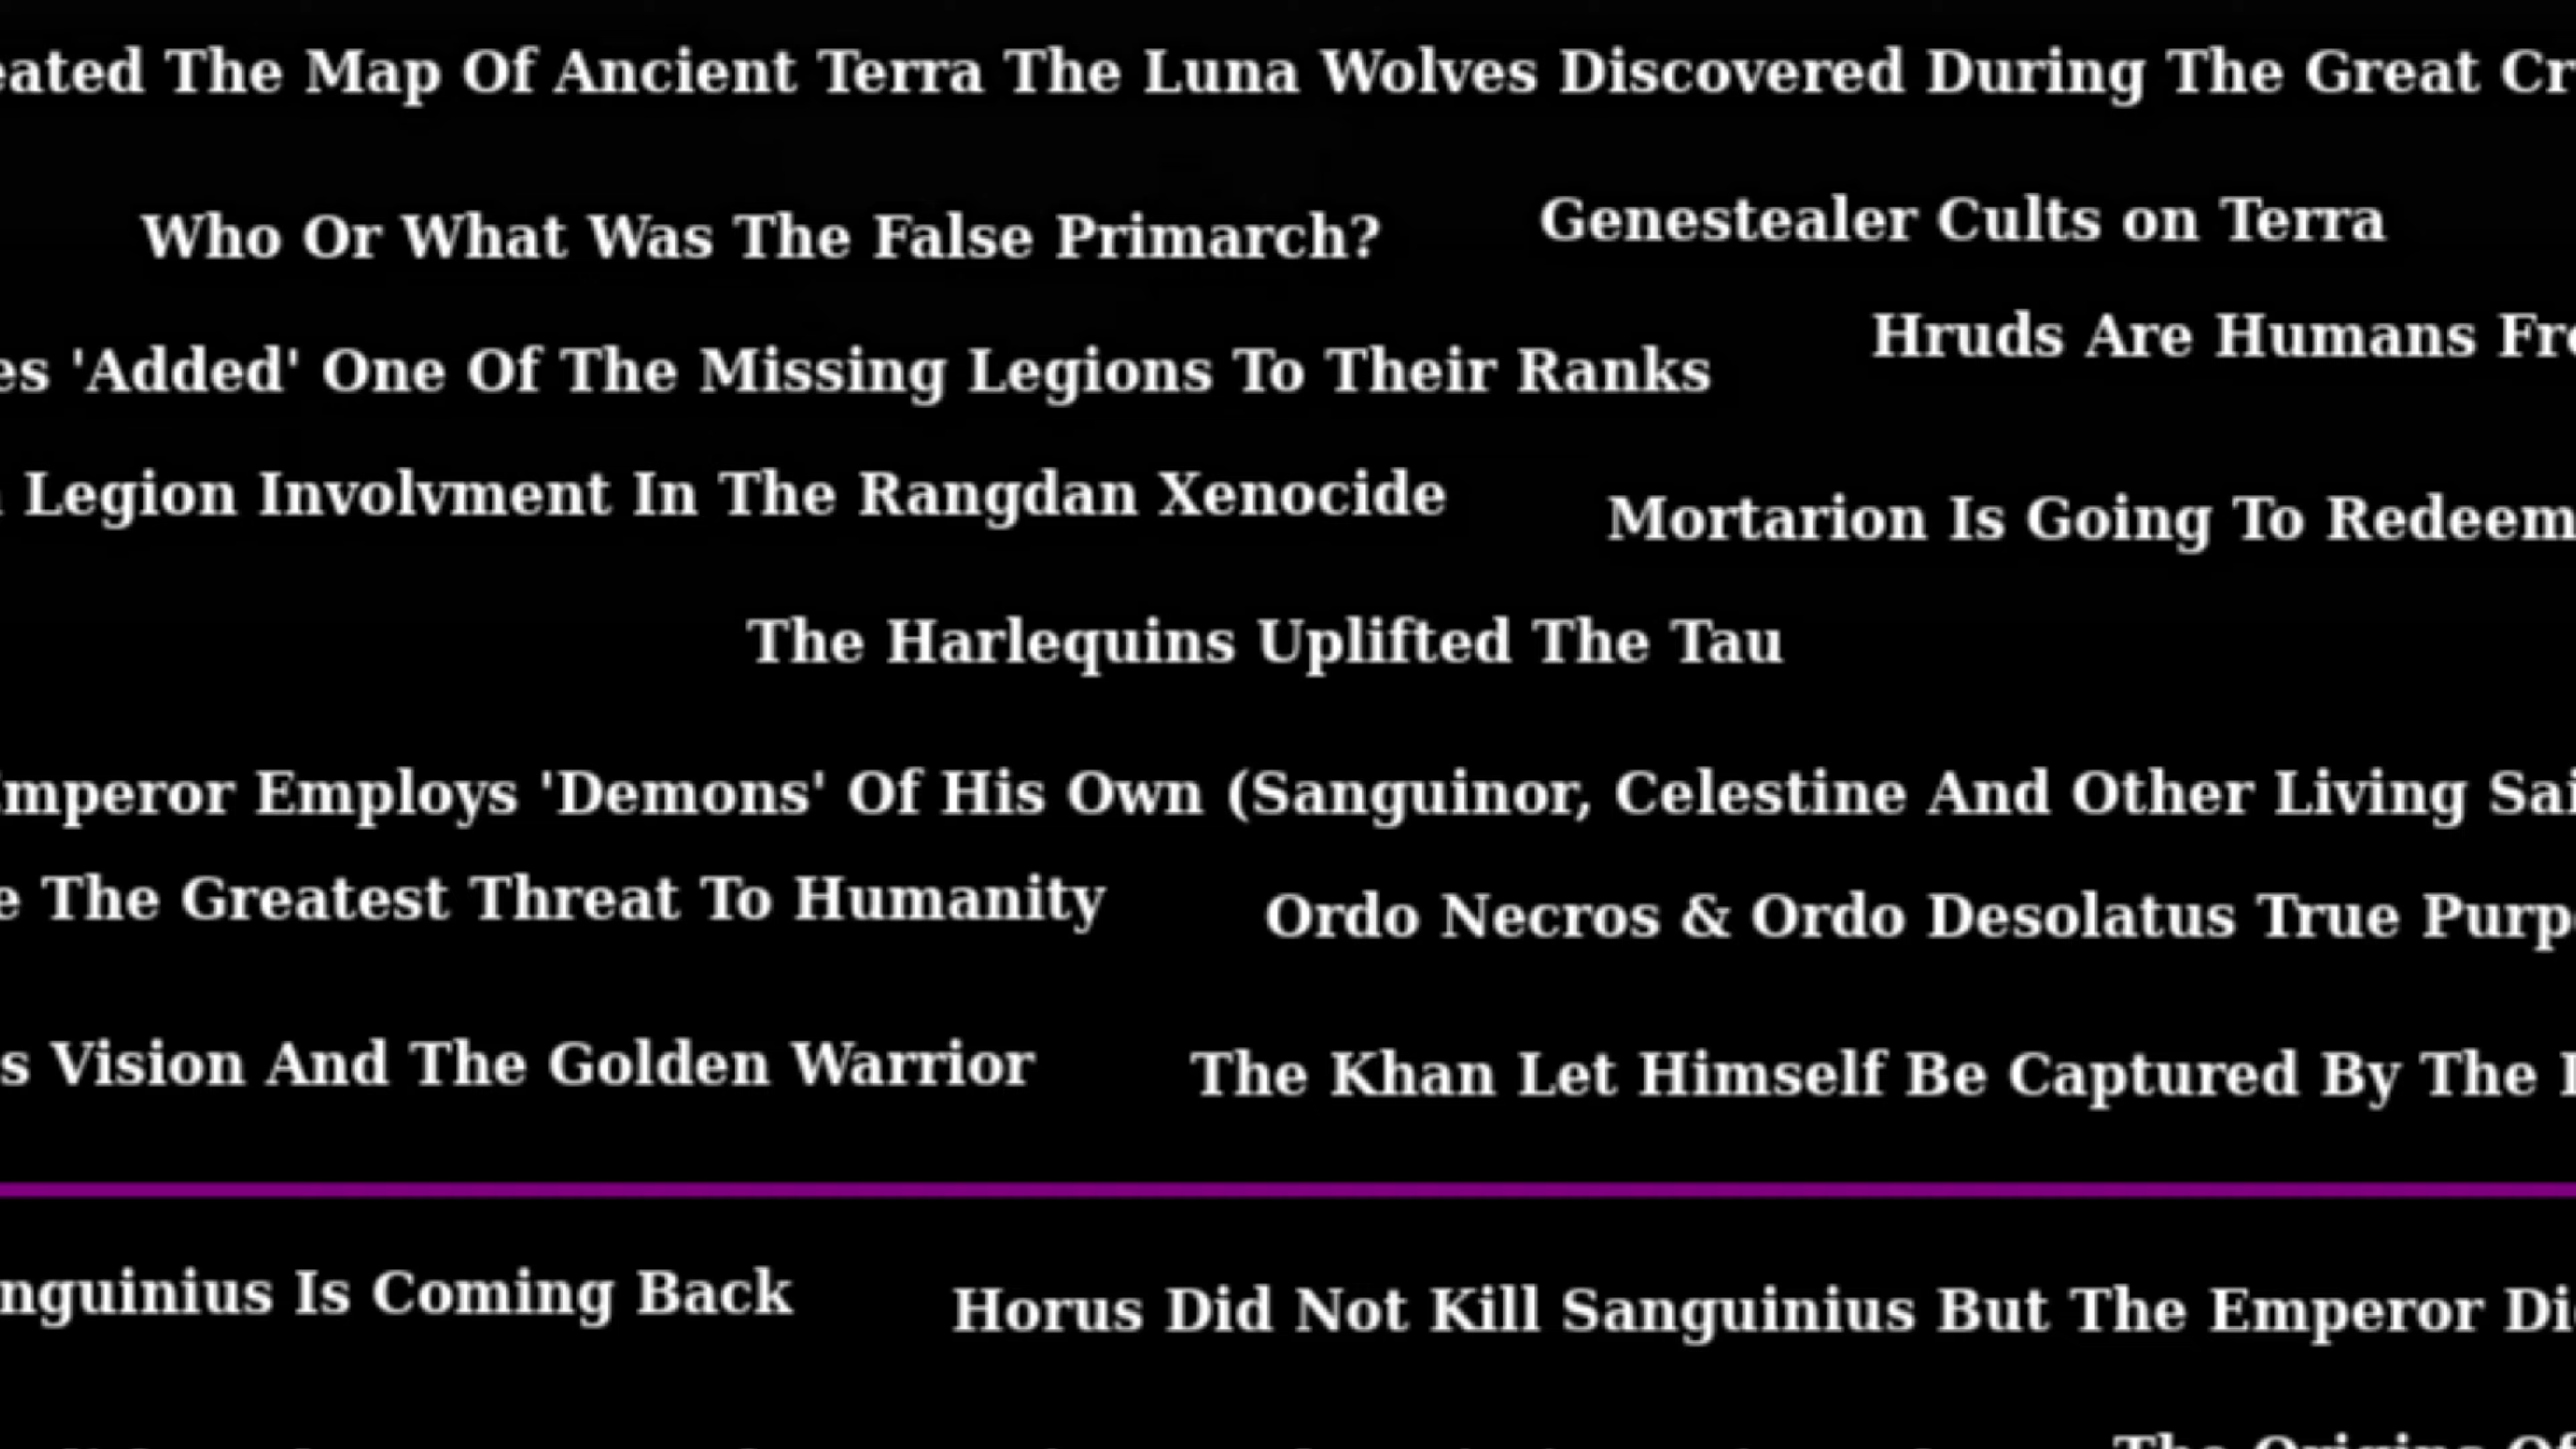 eated The Map Of Ancient Terra The Luna Wolves Discovered During The Great Cr
Who Or What Was The False Primarch?
Genestealer Cults on Terra
Hruds Are Humans Fr
es 'Added' One Of The Missing Legions To Their Ranks
Legion Involvment In The Rangdan Xenocide
Mortarion Is Going To Redeem
The Harlequins Uplifted The Tau
mperor Employs 'Demons' Of His Own (Sanguinor, Celestine And Other Living Sai
e The Greatest Threat To Humanity
Ordo Necros & Ordo Desolatus True Purp
s Vision And The Golden Warrior
The Khan Let Himself Be Captured By The
nguinius Is Coming Back
Horus Did Not Kill Sanguinius But The Emperor Di
The Origins Of